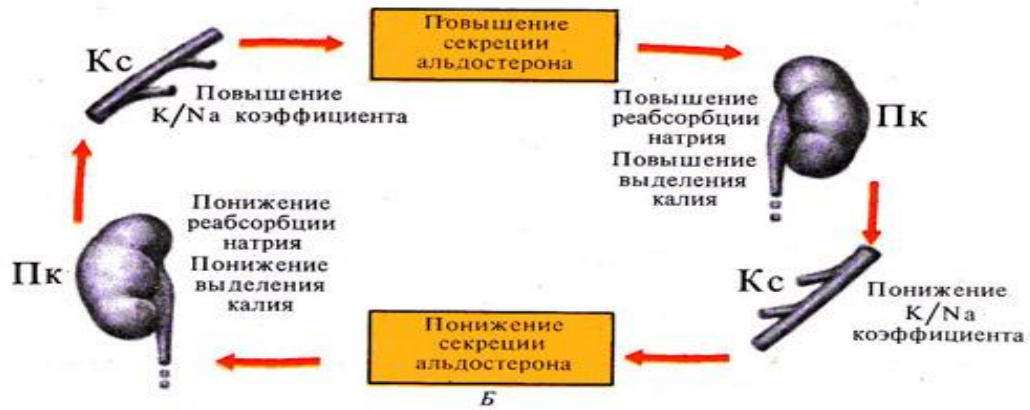 Повышение
секреции
альдостерона
Кс
Повышение
K/Na коэффициента
Повышение
реабсорбции
натрия
Повышение
выделения
калия
Пк
Понижение
реабсорбции
натрия
Понижение
выделения
калия
Пк
Кс
Понижение
K/Na
коэффициента
Понижение
секреции
альдостерона
Б